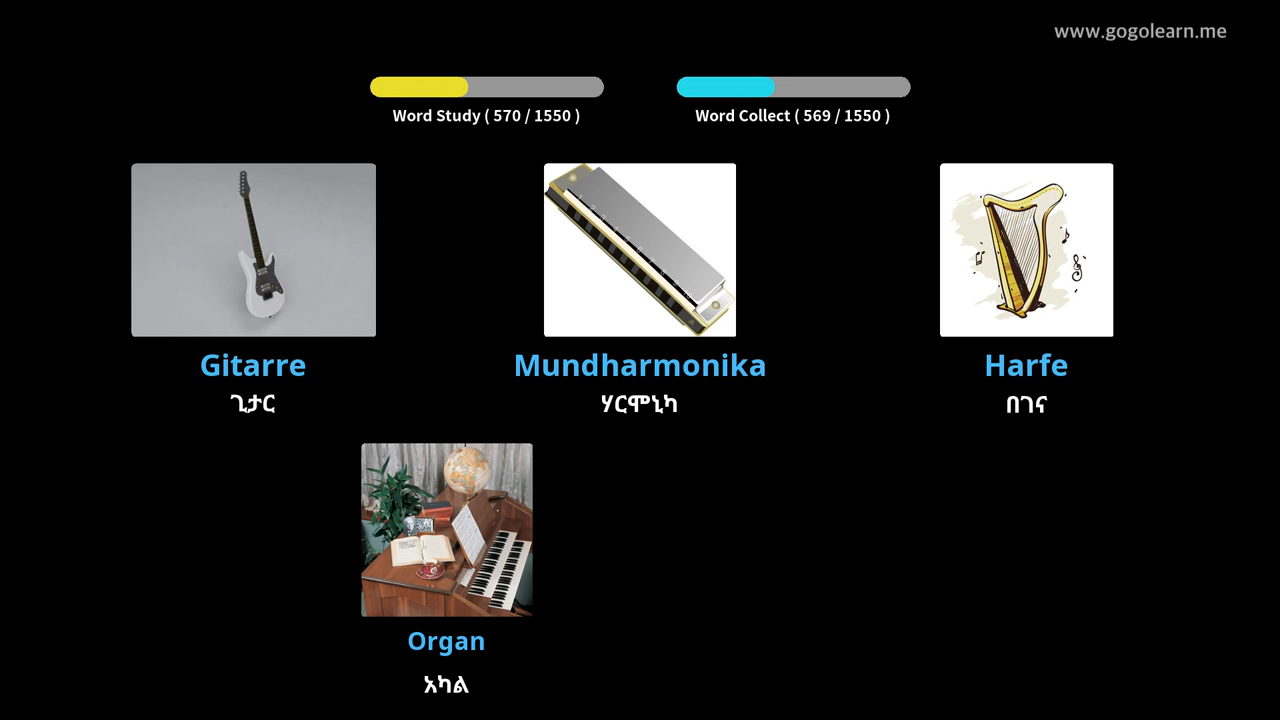 www.gogolearn.me
Word Study ( 570 / 1550 )
Word Collect ( 569 / 1550 )
Gitarre
Mundharmonika
Harfe
ጊታር
ሃርሞኒካ
በገና
Organ
አካል